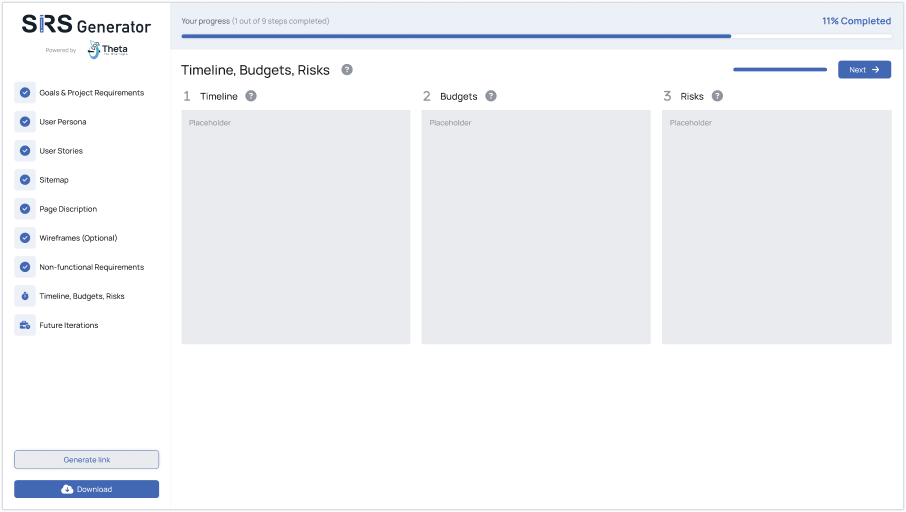 SRS Generator
Powered by Theta
Goals & Project Requirements
User Persona
User Stories
Sitemap
Page Discription
Wireframes (Optional)
Non-functional Requirements
Timeline, Budgets, Risks
Future Iterations
Generate link
Download
Your progress (1 out of 9 steps completed)
11% Completed
Timeline, Budgets, Risks ?
Next
1 Timeline ?
2 Budgets ?
3 Risks ?
Placeholder
Placeholder
Placeholder